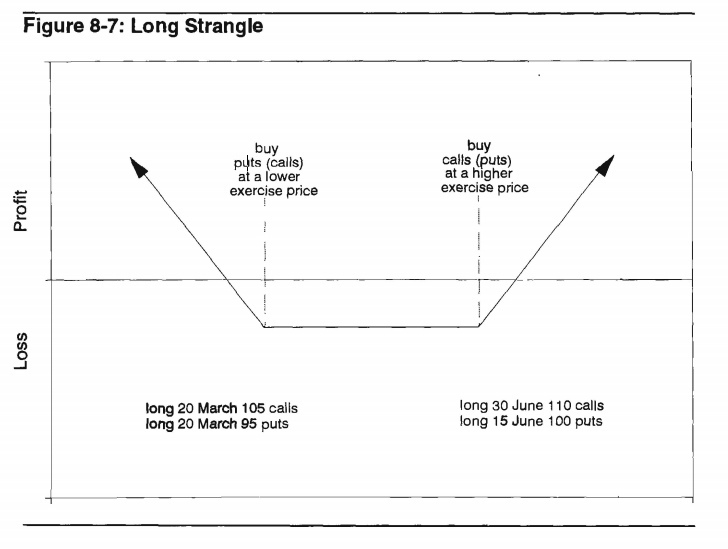 Figure 8-7: Long Strangle
buy
puts (calls)
at a lower
exercise price
buy
calls (puts)
at a higher
exercise price
Profit
Loss
long 20 March 105 calls
long 20 March 95 puts
long 30 June 110 calls
long 15 June 100 puts